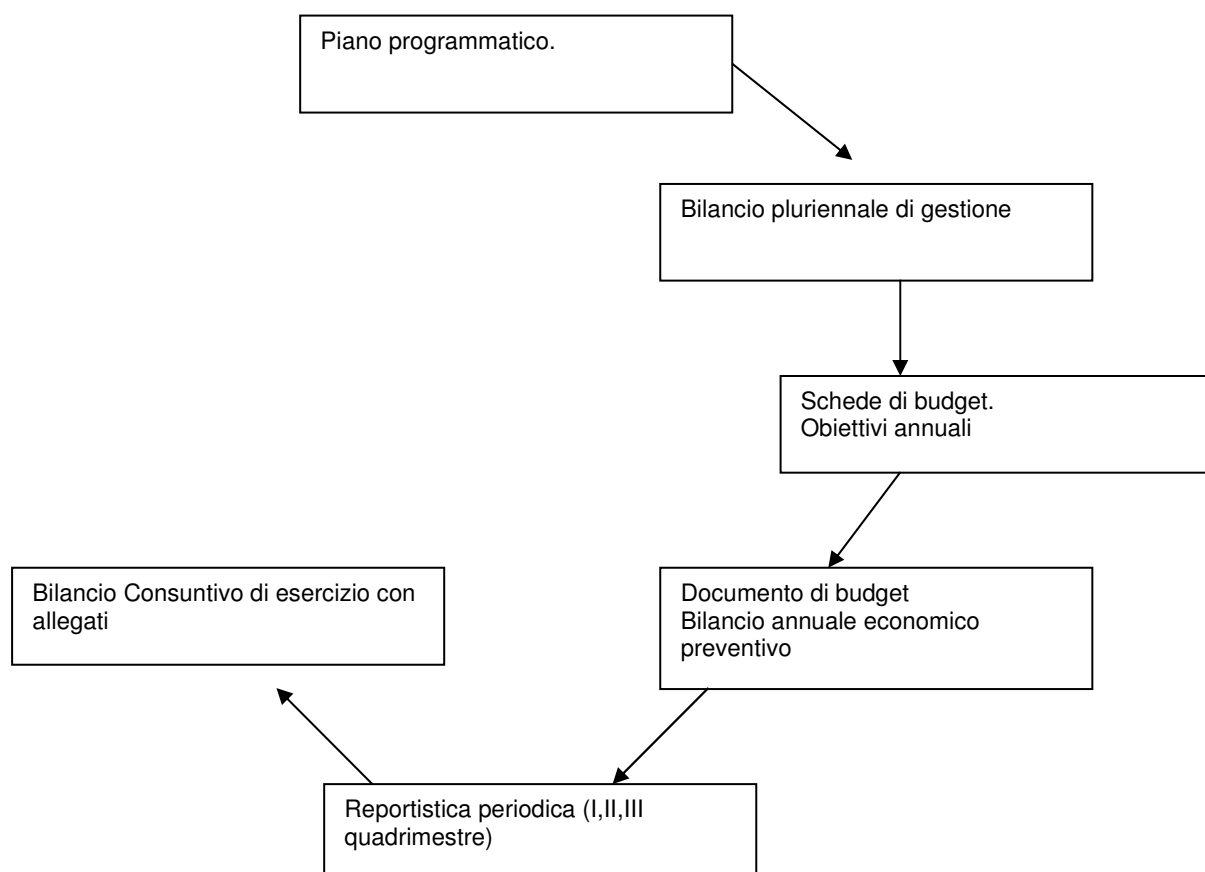 Piano programmatico.
Bilancio pluriennale di gestione
Schede di budget.
Obiettivi annuali
Documento di budget
Bilancio annuale economico
preventivo
Reportistica periodica (I,II,III
quadrimestre)
Bilancio Consuntivo di esercizio con
allegati